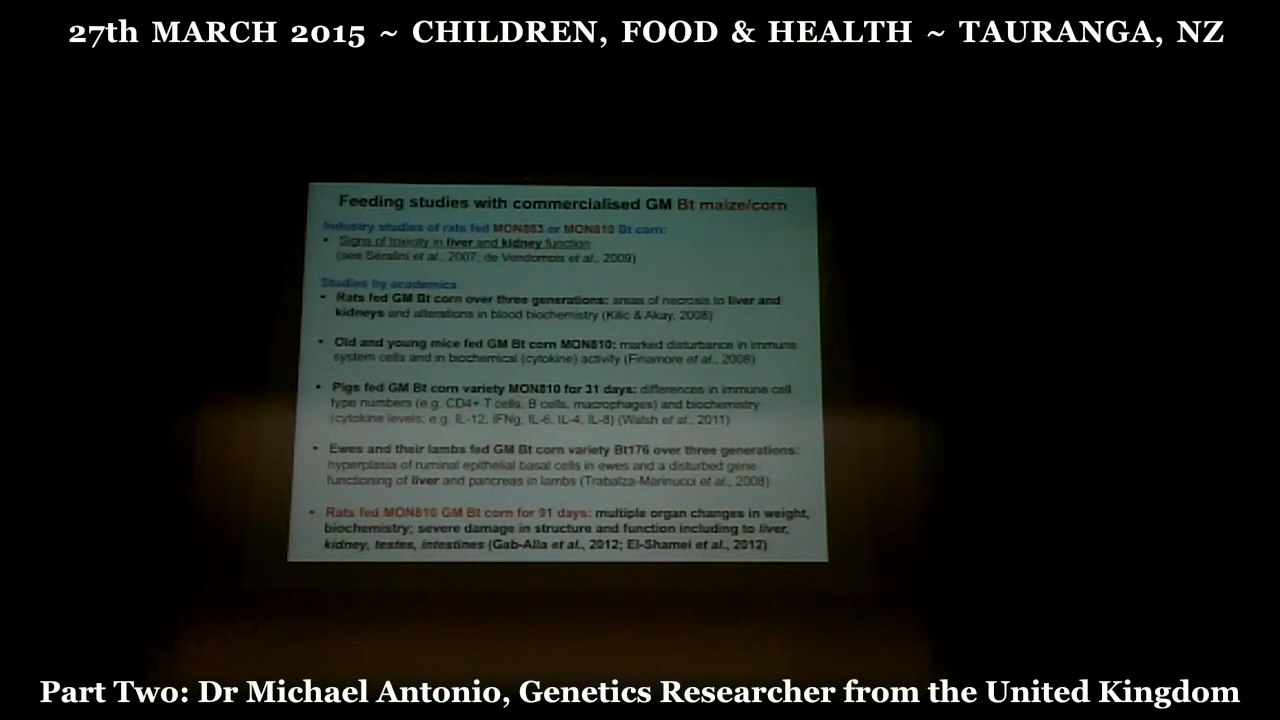 27th MARCH 2015 ~ CHILDREN, FOOD & HEALTH ~ TAURANGA, NZ
Feeding studies with commercialised GM Bt maize/corn
Industry studies of rats fed MON863 or MON810 Bt corn:
• Signs of toxicity in liver and kidney function
(see Séralini et al., 2007, de Vendomois et al., 2009)
Studies by academics
• Rats fed GM Bt corn over three generations: areas of necrosis to liver and
kidneys and alterations in blood biochemistry (Kilic & Akay, 2008)
• Old and young mice fed GM Bt corn MON810: marked disturbance in immune
system cells and in biochemical (cytokine) activity (Finamore et al., 2008)
• Pigs fed GM Bt corn variety MON810 for 31 days: differences in immune cell
type numbers (e.g. CD4+ T cells, B cells, macrophages) and biochemistry
(cytokine levels; e.g. IL-12, IFNg, IL-6, IL-4, IL-8) (Walsh et al., 2011)
• Ewes and their lambs fed GM Bt corn variety Bt176 over three generations:
hyperplasia of ruminal epithelial basal cells in ewes and a disturbed gene
functioning of liver and pancreas in lambs (Trabalza-Marinucci et al., 2008)
• Rats fed MON810 GM Bt corn for 91 days: multiple organ changes in weight,
biochemistry; severe damage in structure and function including to liver,
kidney, testes, intestines (Gab-Alla et al., 2012; El-Shamei et al., 2012)
Part Two: Dr Michael Antonio, Genetics Researcher from the United Kingdom